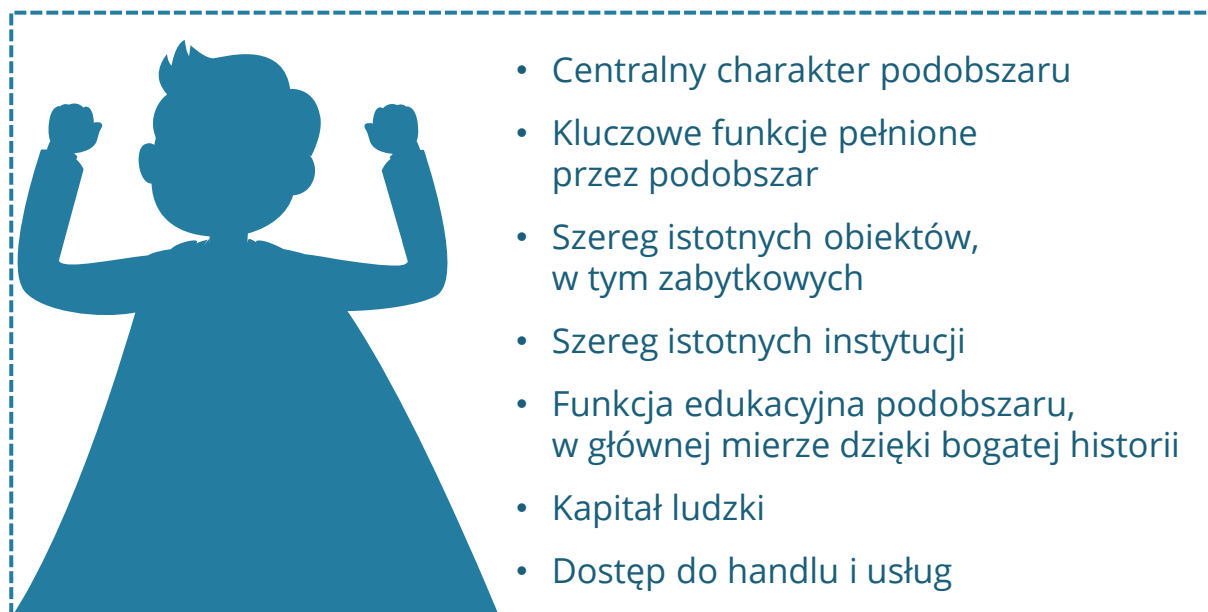 • Centralny charakter podobszaru
• Kluczowe funkcje pełnione
przez podobszar
• Szereg istotnych obiektów,
w tym zabytkowych
• Szereg istotnych instytucji
• Funkcja edukacyjna podobszaru,
w głównej mierze dzięki bogatej historii
• Kapitał ludzki
• Dostęp do handlu i usług